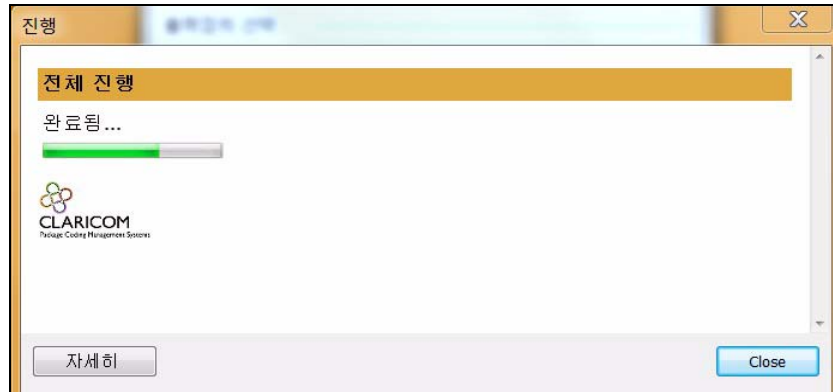 진행
전체 진행
완료됨...
CLARICOM
Package Coding Management Systems
자세히
Close